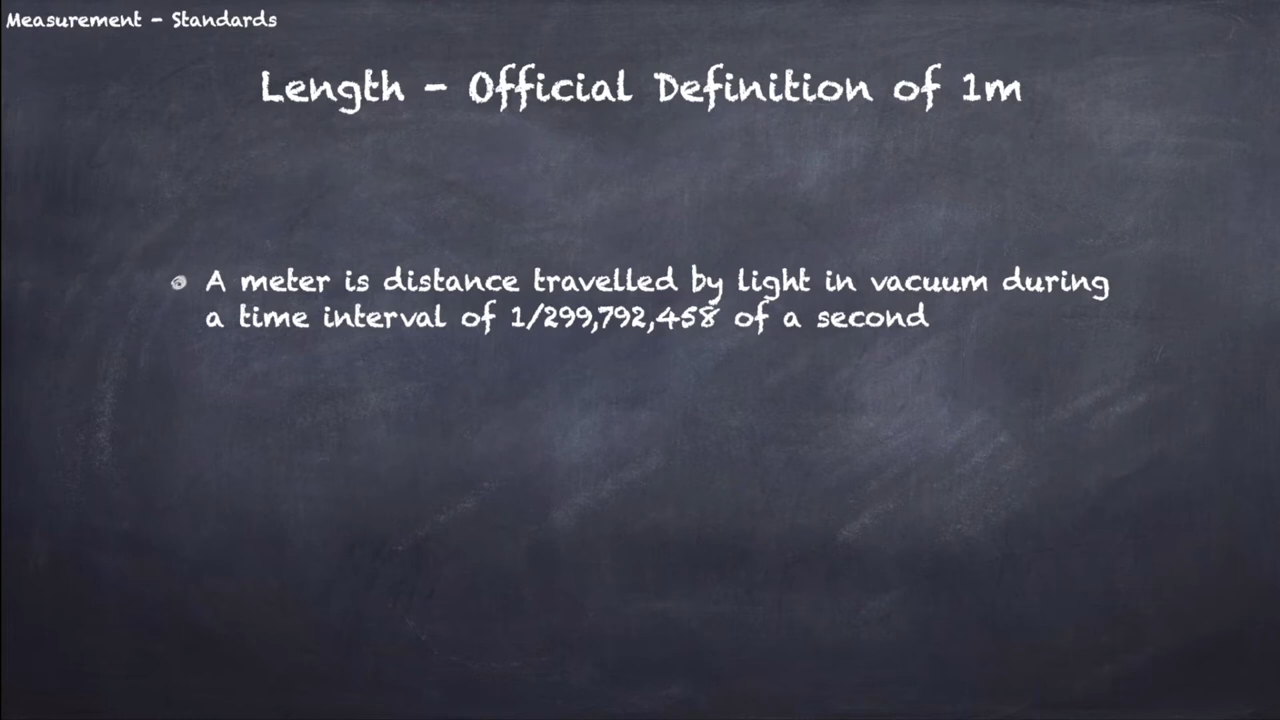 Measurement - Standards
Length - Official Definition of 1m
A meter is distance travelled by light in vacuum during
a time interval of 1/299,792,458 of a second